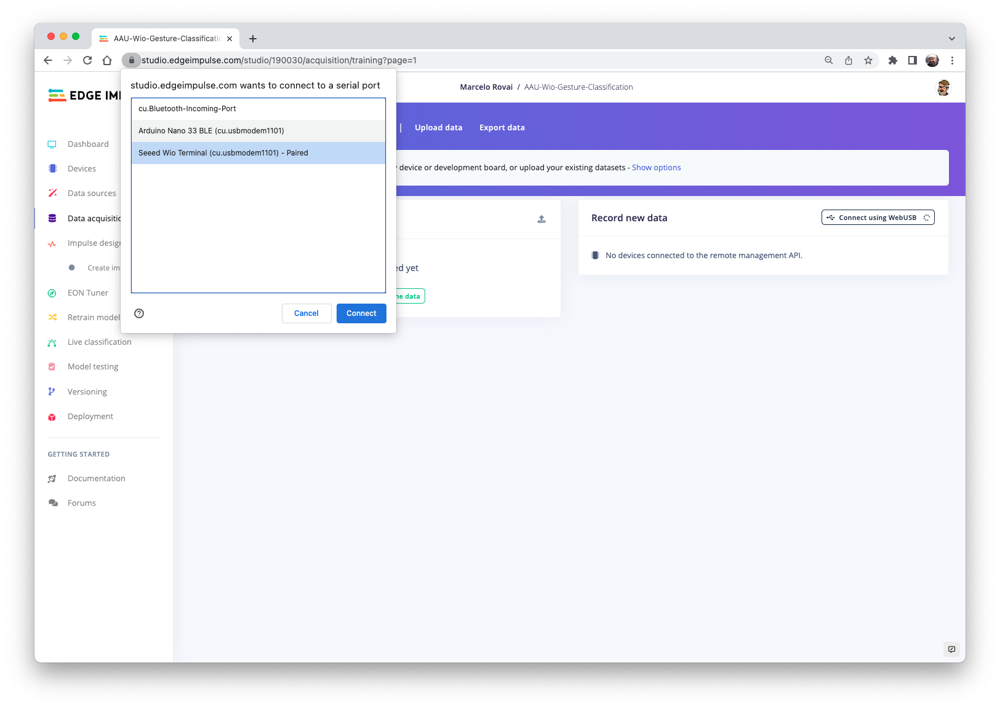 AAU-Wio-Gesture-Classificatic
studio.edgeimpulse.com/studio/190030/acquisition/training?page=1
studio.edgeimpulse.com wants to connect to a serial port
cu.Bluetooth-Incoming-Port
Arduino Nano 33 BLE (cu.usbmodem1101)
Seeed Wio Terminal (cu.usbmodem1101) - Paired
Cancel
Connect
EDGE IM
Marcelo Rovai / AAU-Wio-Gesture-Classification
| Upload data Export data
device or development board, or upload your existing datasets - Show options
Dashboard
Devices
Data sources
Data acquisitic
Impulse desig
Create im
EON Tuner
Retrain model
Live classification
Model testing
Versioning
Deployment
GETTING STARTED
Documentation
Forums
ed yet
ne data
Record new data
Connect using WebUSB
No devices connected to the remote management API.